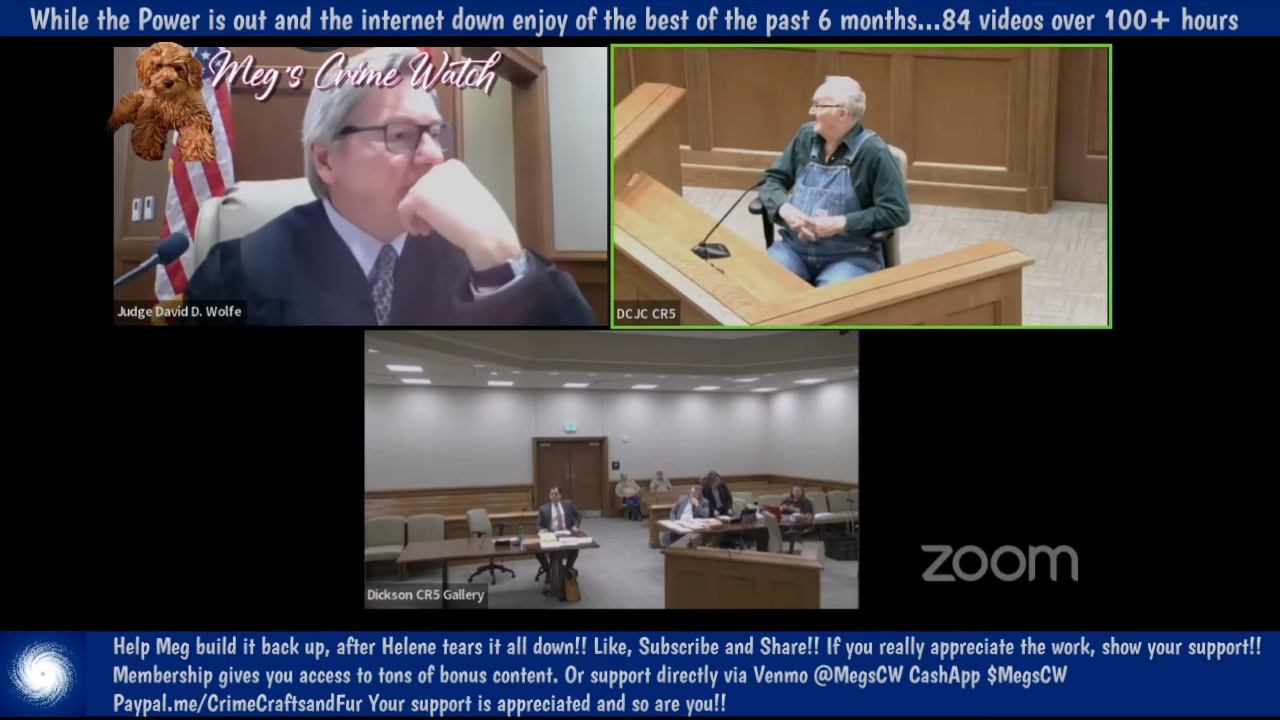 While the Power is out and the internet down enjoy of the best of the past 6 months...84 videos over 100+ hours
Meg's Crime Watch
Judge David D. Wolfe
DCJC CR5
Dickson CR5 Gallery
zoom
Help Meg build it back up, after Helene tears it all down!! Like, Subscribe and Share!! If you really appreciate the work, show your support!!
Membership gives you access to tons of bonus content. Or support directly via Venmo @MegsCW CashApp $MegsCW
Paypal.me/CrimeCraftsandFur Your support is appreciated and so are you!!